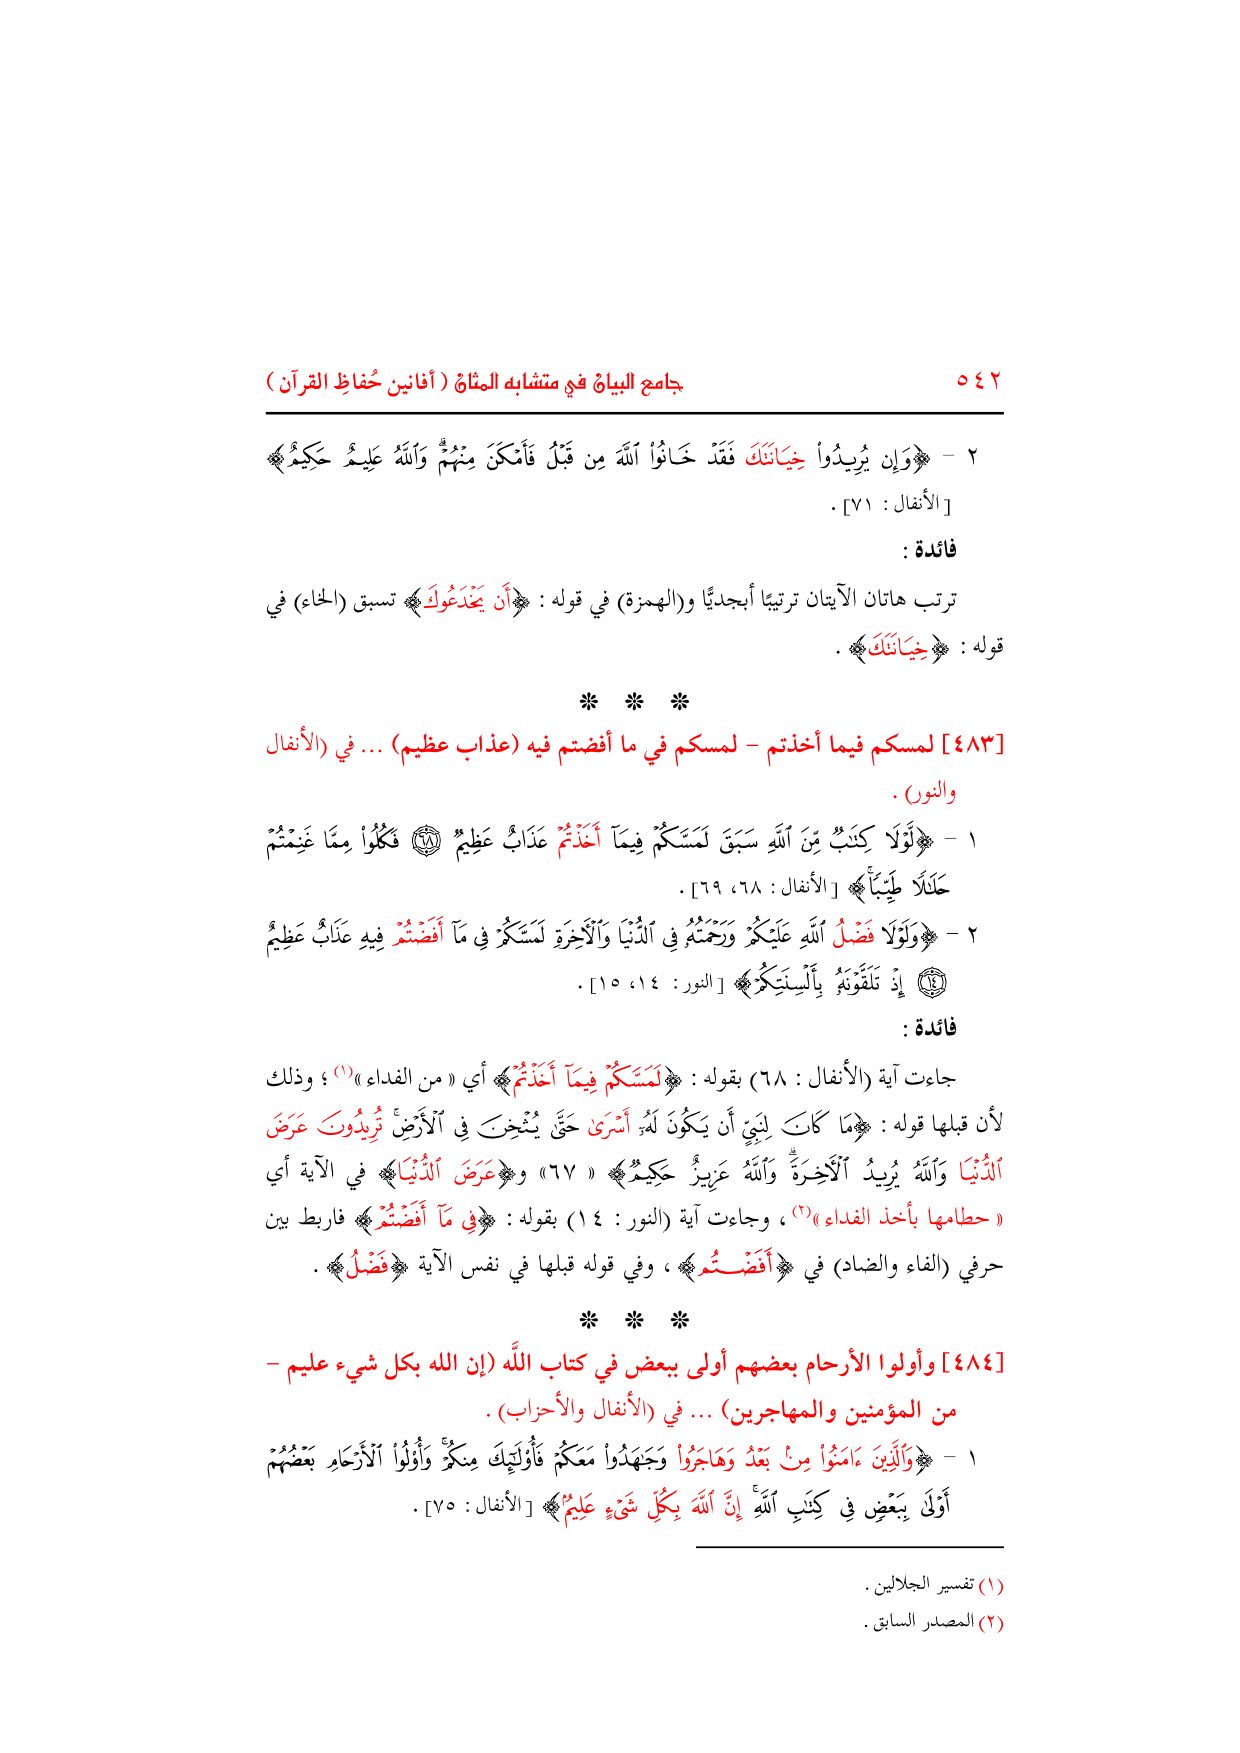 ٥٤٢
جامع البيان في متشابه المثان ( أفانين حُفاظِ القرآن )
٢ – ﴿وَإِن يُرِيدُواْ خِيَانَتَكَ فَقَدۡ خَانُواْ ٱللَّهَ مِن قَبۡلُ فَأَمۡكَنَ مِنۡهُمۡۗ وَٱللَّهُ عَلِيمٌ حَكِيمٌ﴾
[الأنفال : ٧١] .
فائدة :
ترتب هاتان الآيتان ترتيبًا أبجديًّا و(الهمزة) في قوله : ﴿أَن يَخۡدَعُوكَ﴾ تسبق (الخاء) في
قوله : ﴿خِيَانَتَكَ﴾ .
❊ ❊ ❊
[٤٨٣] لمسكم فيما أخذتم – لمسكم في ما أفضتم فيه (عذاب عظيم) ... في (الأنفال
والنور) .
١ – ﴿لَّوۡلَا كِتَٰبٌ مِّنَ ٱللَّهِ سَبَقَ لَمَسَّكُمۡ فِيمَآ أَخَذۡتُمۡ عَذَابٌ عَظِيمٌ ۝٦٨ فَكُلُواْ مِمَّا غَنِمۡتُمۡ
حَلَٰلًا طَيِّبٗاۚ﴾ [الأنفال : ٦٨، ٦٩] .
٢ – ﴿وَلَوۡلَا فَضۡلُ ٱللَّهِ عَلَيۡكُمۡ وَرَحۡمَتُهُۥ فِي ٱلدُّنۡيَا وَٱلۡأٓخِرَةِ لَمَسَّكُمۡ فِي مَآ أَفَضۡتُمۡ فِيهِ عَذَابٌ عَظِيمٌ
۝١٤ إِذۡ تَلَقَّوۡنَهُۥ بِأَلۡسِنَتِكُمۡ﴾ [النور : ١٤، ١٥] .
فائدة :
جاءت آية (الأنفال : ٦٨) بقوله : ﴿لَمَسَّكُمۡ فِيمَآ أَخَذۡتُمۡ﴾ أي « من الفداء »(١) ؛ وذلك
لأن قبلها قوله : ﴿مَا كَانَ لِنَبِيٍّ أَن يَكُونَ لَهُۥٓ أَسۡرَىٰ حَتَّىٰ يُثۡخِنَ فِي ٱلۡأَرۡضِۚ تُرِيدُونَ عَرَضَ
ٱلدُّنۡيَا وَٱللَّهُ يُرِيدُ ٱلۡأٓخِرَةَۗ وَٱللَّهُ عَزِيزٌ حَكِيمٌ﴾ « ٦٧» و﴿عَرَضَ ٱلدُّنۡيَا﴾ في الآية أي
« حطامها بأخذ الفداء »(٢) ، وجاءت آية (النور : ١٤) بقوله : ﴿فِي مَآ أَفَضۡتُمۡ﴾ فاربط بين
حرفي (الفاء والضاد) في ﴿أَفَضۡتُم﴾ ، وفي قوله قبلها في نفس الآية ﴿فَضۡلُ﴾ .
❊ ❊ ❊
[٤٨٤] وأولوا الأرحام بعضهم أولى ببعض في كتاب اللَّه (إن الله بكل شيء عليم –
من المؤمنين والمهاجرين) ... في (الأنفال والأحزاب) .
١ – ﴿وَٱلَّذِينَ ءَامَنُواْ مِنۢ بَعۡدُ وَهَاجَرُواْ وَجَٰهَدُواْ مَعَكُمۡ فَأُوْلَٰٓئِكَ مِنكُمۡۚ وَأُوْلُواْ ٱلۡأَرۡحَامِ بَعۡضُهُمۡ
أَوۡلَىٰ بِبَعۡضٖ فِي كِتَٰبِ ٱللَّهِۚ إِنَّ ٱللَّهَ بِكُلِّ شَيۡءٍ عَلِيمُۢ﴾ [الأنفال : ٧٥] .
(١) تفسير الجلالين .
(٢) المصدر السابق .